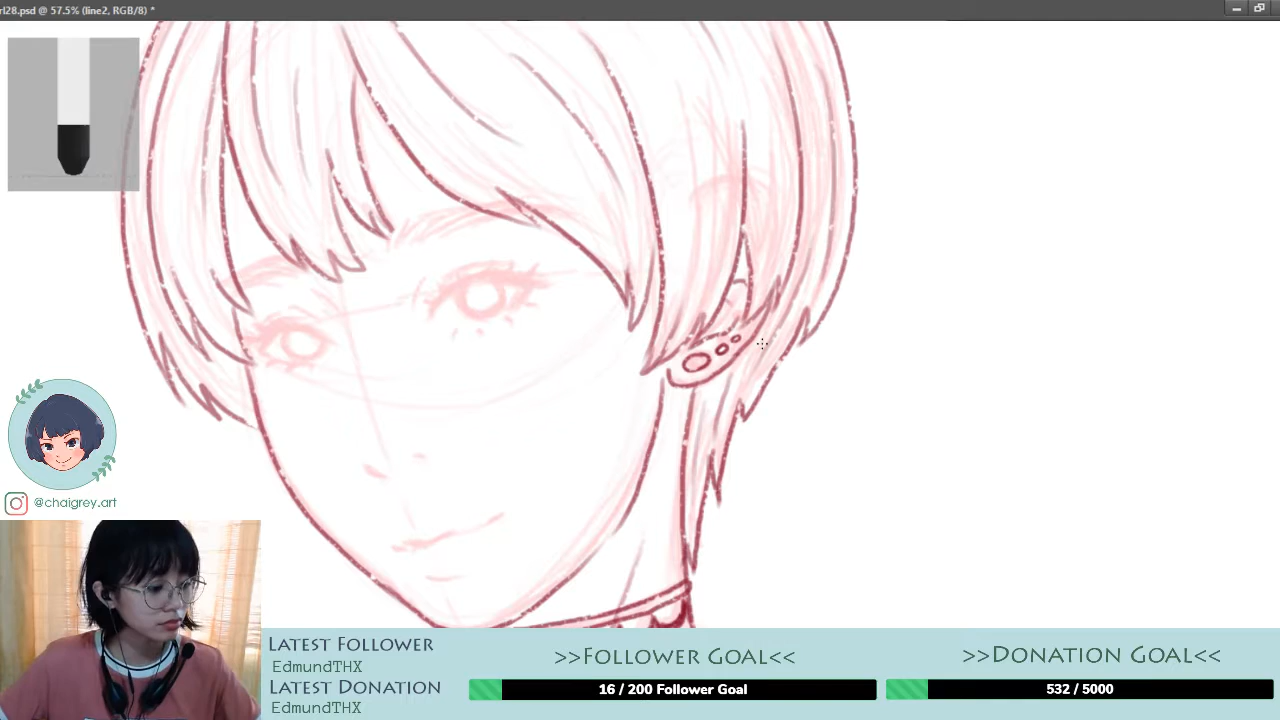 rl28.psd @ 57.5% (line2, RGB/8) *
@chaigrey.art
Latest Follower
EdmundTHX
Latest Donation
EdmundTHX
>>Follower Goal<<
16 / 200 Follower Goal
>>Donation Goal<<
532 / 5000